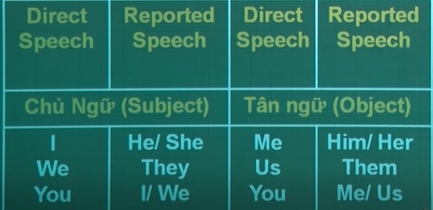 Direct Speech Reported Speech Direct Speech Reported Speech
Chủ Ngữ (Subject) Tân ngữ (Object)
I He/ She Me Him/ Her
We They Us Them
You I/ We You Me/ Us